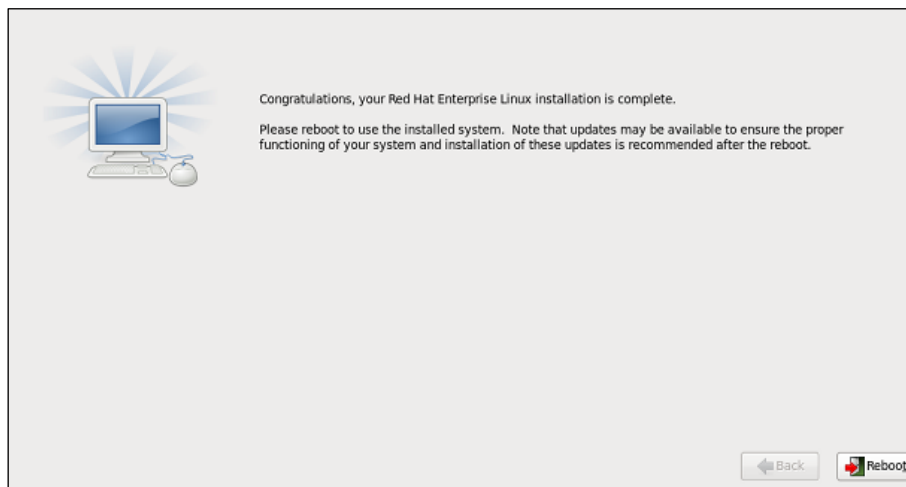 Congratulations, your Red Hat Enterprise Linux installation is complete.
Please reboot to use the installed system.  Note that updates may be available to ensure the proper
functioning of your system and installation of these updates is recommended after the reboot.
Back
Reboot